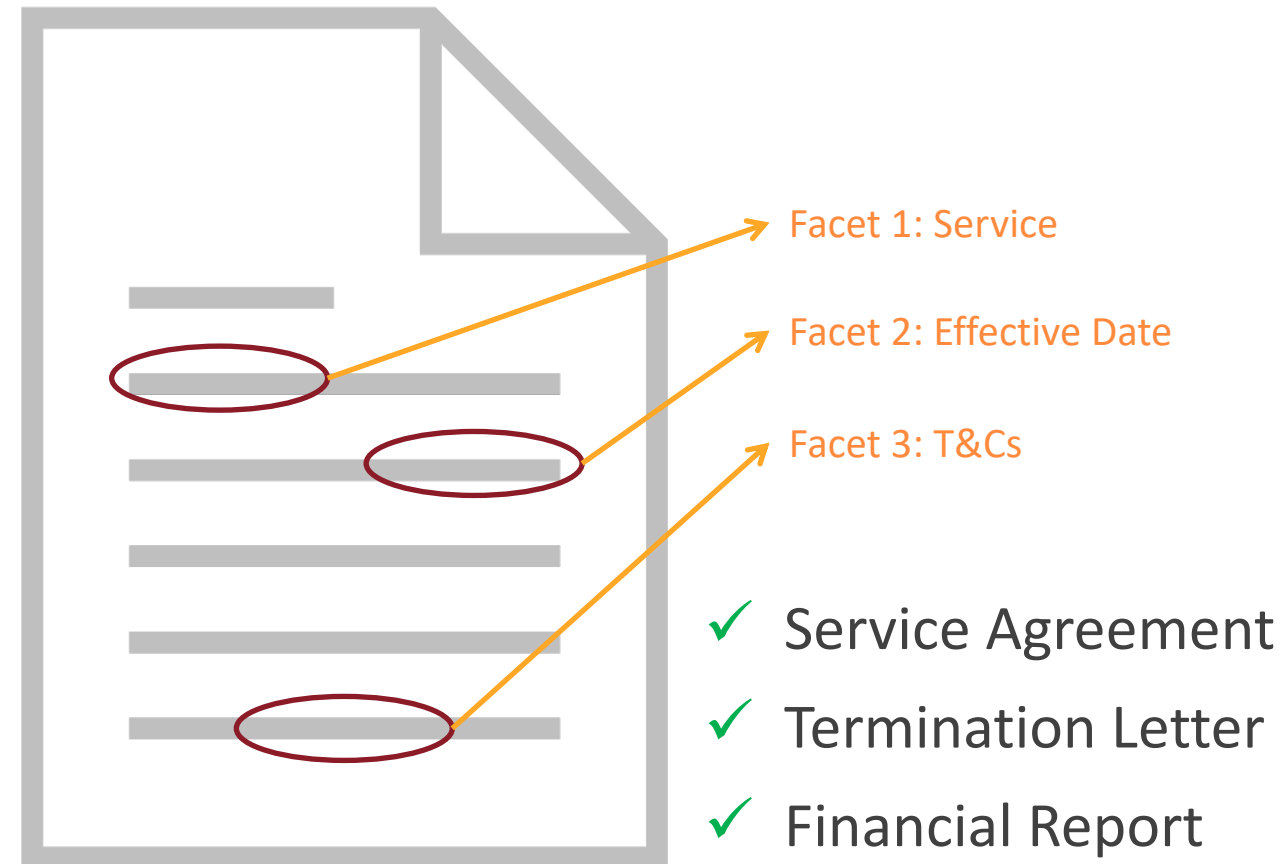 Facet 1: Service
Facet 2: Effective Date
Facet 3: T&Cs
✓ Service Agreement
✓ Termination Letter
✓ Financial Report